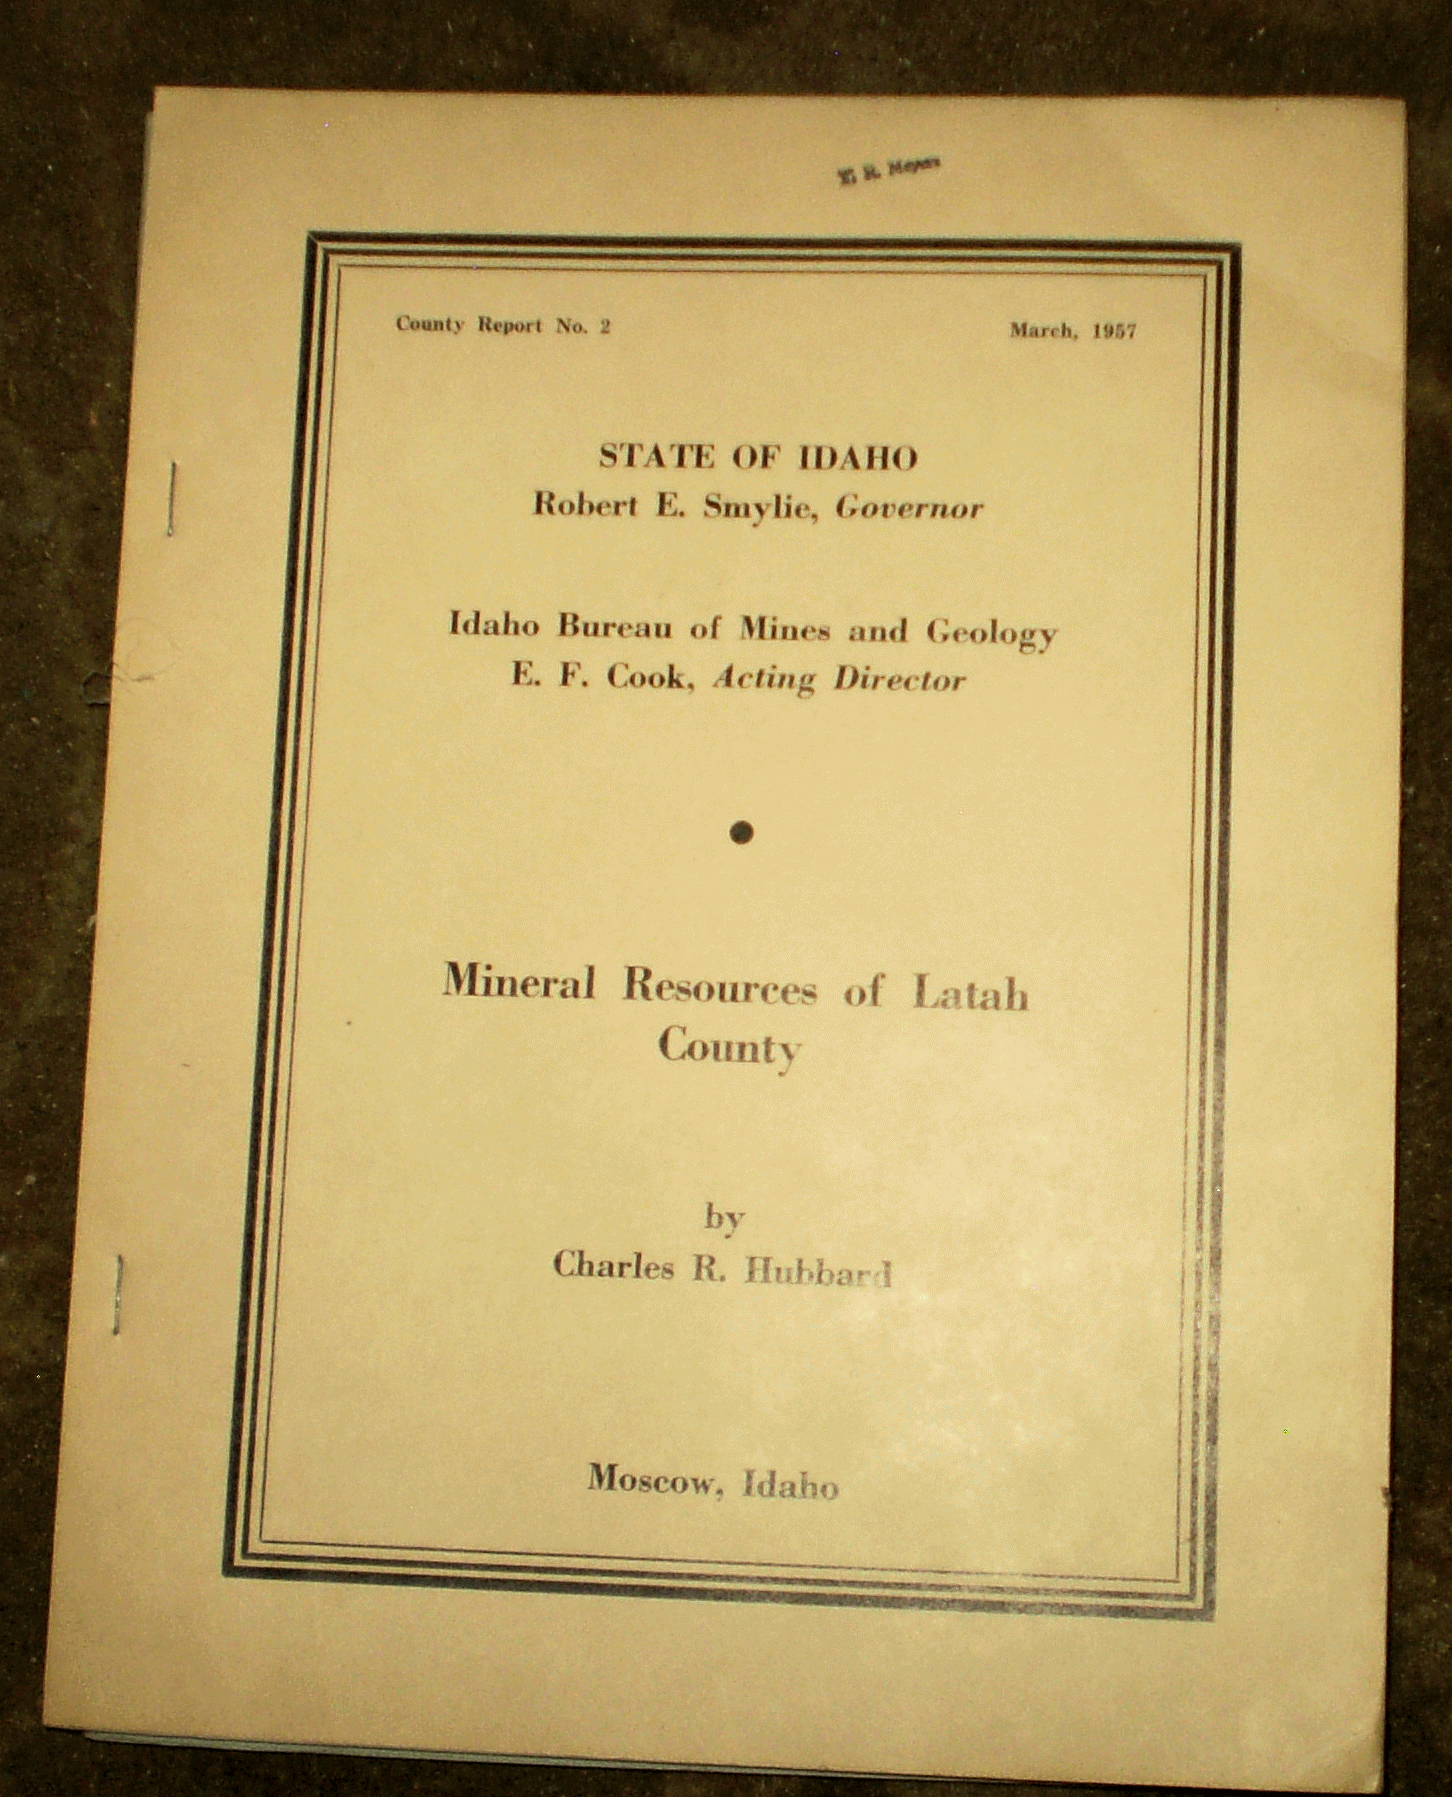 R. Meyers
County Report No. 2
March, 1957
STATE OF IDAHO
Robert E. Smylie, Governor
Idaho Bureau of Mines and Geology
E. F. Cook, Acting Director
Mineral Resources of Latah
County
by
Charles R. Hubbard
Moscow, Idaho